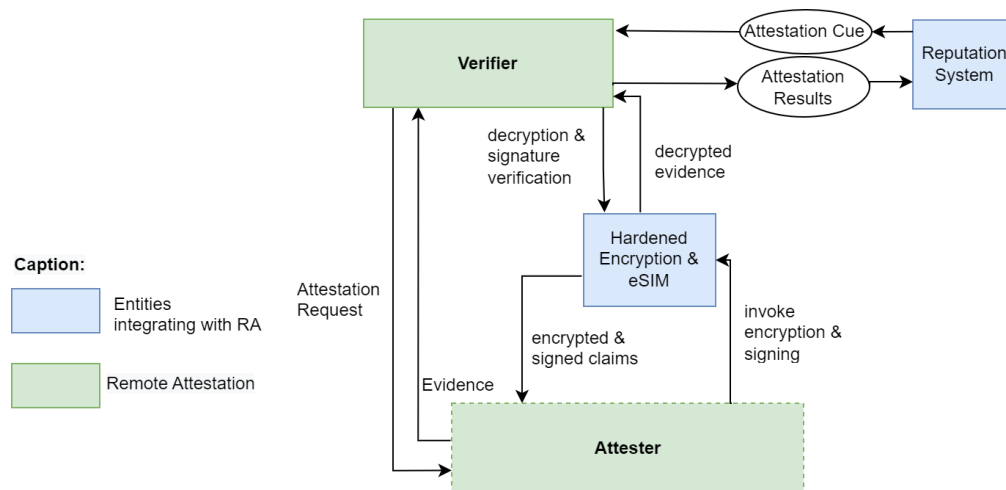 Attestation Cue
Reputation
System
Verifier
Attestation
Results
decryption &
signature
verification
decrypted
evidence
Hardened
Encryption &
eSIM
Caption:
Entities
integrating with RA
Attestation
Request
encrypted &
signed claims
invoke
encryption &
signing
Remote Attestation
Evidence
Attester